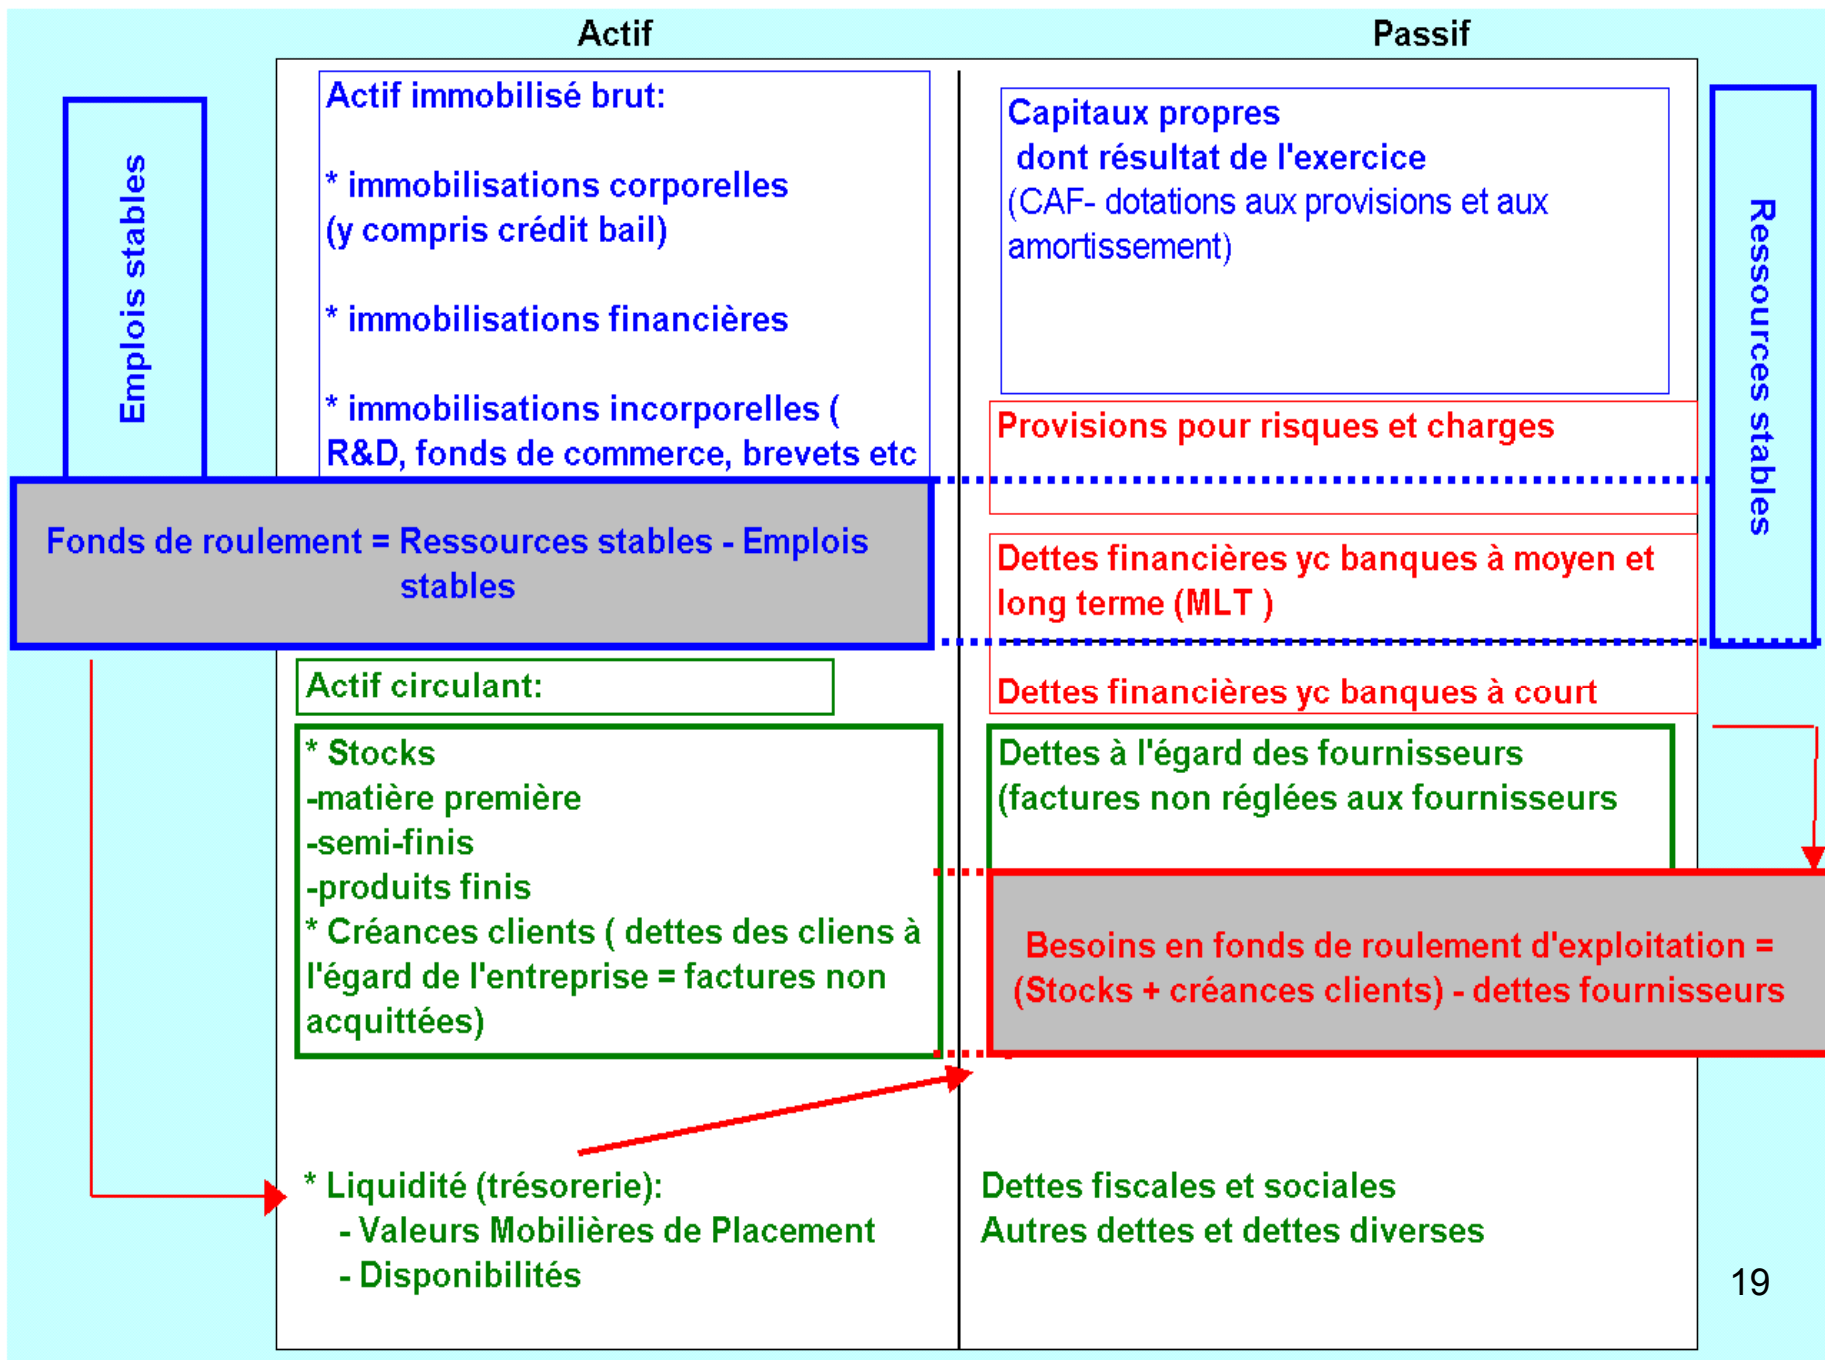 Actif
Passif
Emplois stables
Actif immobilisé brut:
* immobilisations corporelles
(y compris crédit bail)
* immobilisations financières
* immobilisations incorporelles (
R&D, fonds de commerce, brevets etc
Capitaux propres
dont résultat de l'exercice
(CAF- dotations aux provisions et aux
amortissement)
Ressources stables
Provisions pour risques et charges
Fonds de roulement = Ressources stables - Emplois
stables
Dettes financières yc banques à moyen et
long terme (MLT )
Actif circulant:
Dettes financières yc banques à court
* Stocks
-matière première
-semi-finis
-produits finis
* Créances clients ( dettes des cliens à
l'égard de l'entreprise = factures non
acquittées)
Dettes à l'égard des fournisseurs
(factures non réglées aux fournisseurs
Besoins en fonds de roulement d'exploitation =
(Stocks + créances clients) - dettes fournisseurs
* Liquidité (trésorerie):
- Valeurs Mobilières de Placement
- Disponibilités
Dettes fiscales et sociales
Autres dettes et dettes diverses
19